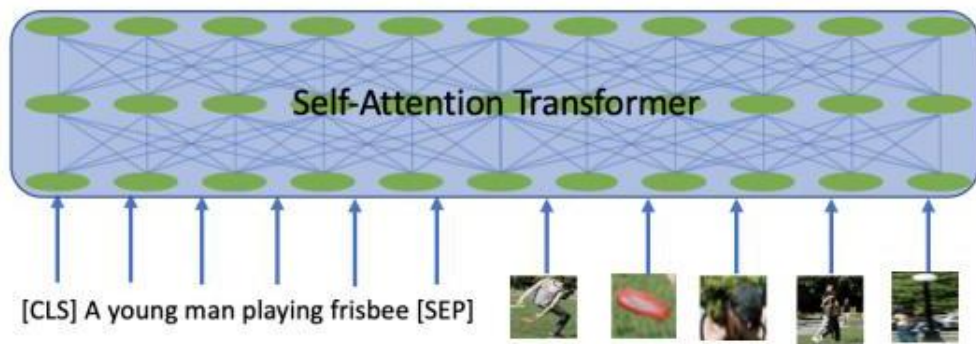 Self-Attention Transformer
[CLS] A young man playing frisbee [SEP]